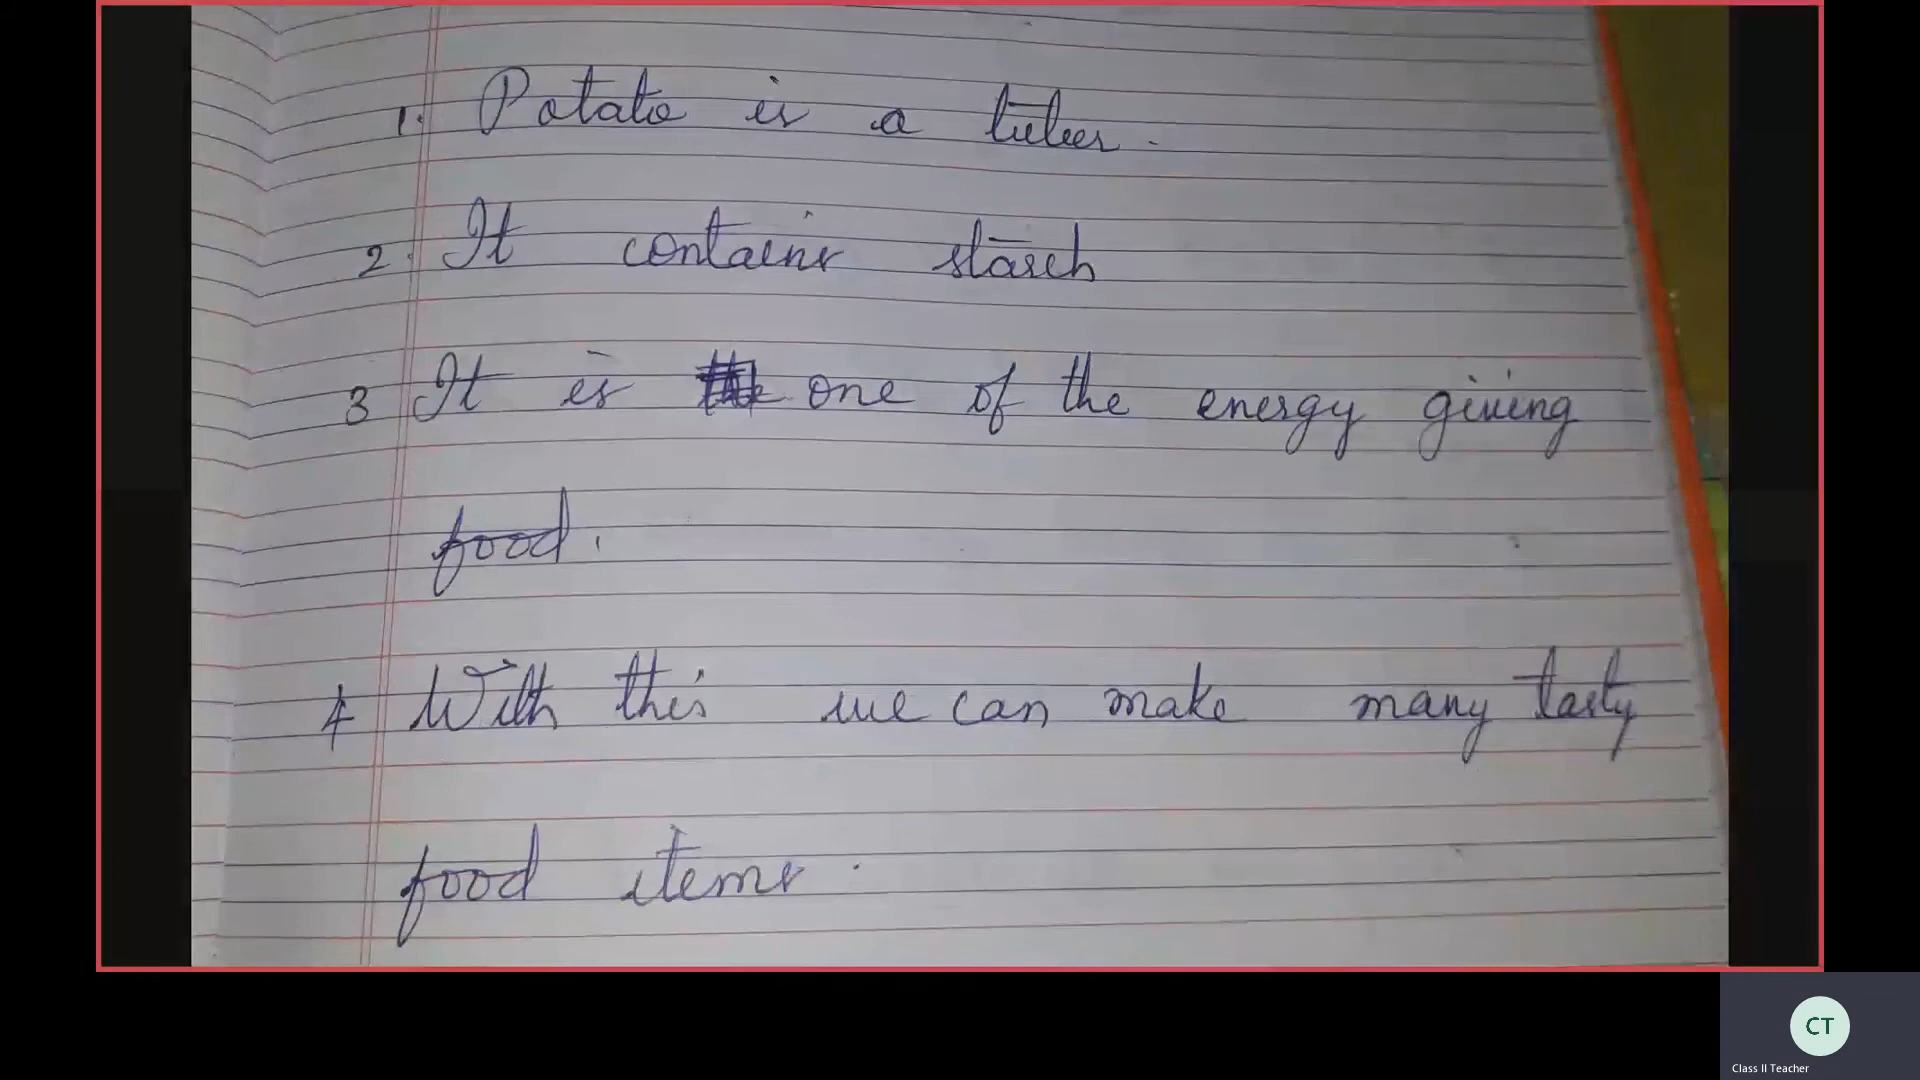 1. Potato is a tuber.
2. It contains starch
3 It is one of the energy giving
food.
4 With this we can make many tasty
food items.
CT
Class II Teacher